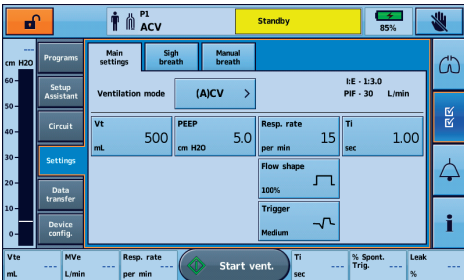 P1
ACV
Standby
85%
---
cm H2O
60
50
40
30
20
10
0
Programs
Setup
Assistant
Circuit
Settings
Data
transfer
Device
config.
Main
settings
Sigh
breath
Manual
breath
Ventilation mode
(A)CV >
I:E - 1:3.0
PIF - 30 L/min
Vt
500
mL
PEEP
5.0
cm H2O
Resp. rate
15
per min
Ti
1.00
sec
Flow shape
100%
Trigger
Medium
Vte
--- mL
MVe
--- L/min
Resp. rate
--- per min
Start vent.
Ti
--- sec
% Spont.
Trig. ---
Leak
--- %